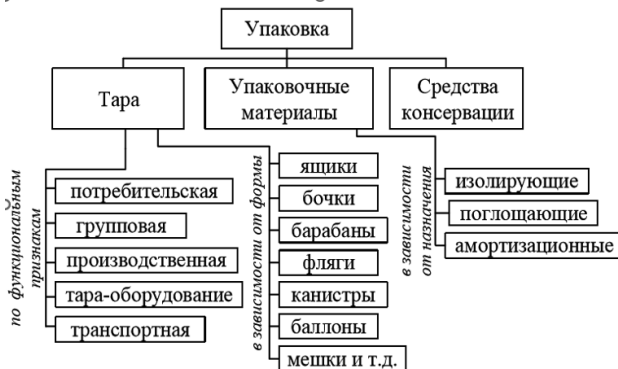 Упаковка
Тара
Упаковочные
материалы
Средства
консервации
по функциональным
признакам
потребительская
групповая
производственная
тара-оборудование
транспортная
в зависимости от формы
ящики
бочки
барабаны
фляги
канистры
баллоны
мешки и т.д.
в зависимости
от назначения
изолирующие
поглощающие
амортизационные